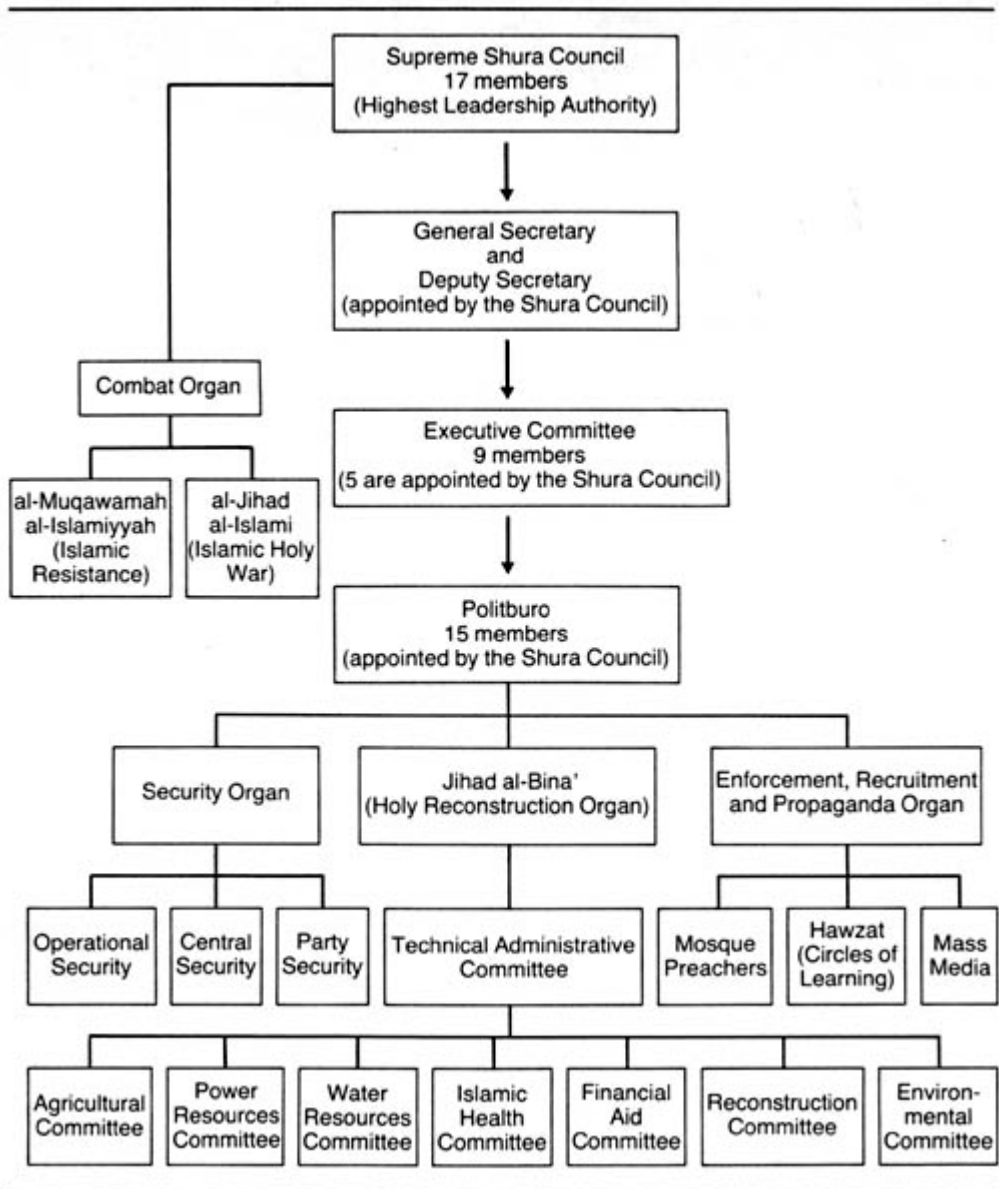 Supreme Shura Council
17 members
(Highest Leadership Authority)
General Secretary
and
Deputy Secretary
(appointed by the Shura Council)
Combat Organ
Executive Committee
9 members
(5 are appointed by the Shura Council)
al-Muqawamah
al-Islamiyyah
(Islamic
Resistance)
al-Jihad
al-Islami
(Islamic Holy
War)
Politburo
15 members
(appointed by the Shura Council)
Security Organ
Jihad al-Bina’
(Holy Reconstruction Organ)
Enforcement, Recruitment
and Propaganda Organ
Operational
Security
Central
Security
Party
Security
Technical Administrative
Committee
Mosque
Preachers
Hawzat
(Circles of
Learning)
Mass
Media
Agricultural
Committee
Power
Resources
Committee
Water
Resources
Committee
Islamic
Health
Committee
Financial
Aid
Committee
Reconstruction
Committee
Environ-
mental
Committee